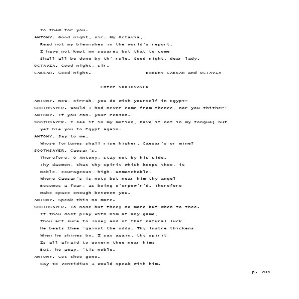 To them for you.
ANTONY. Good night, sir. My Octavia,
Read not my blemishes in the world's report.
I have not kept my square; but that to come
Shall all be done by th' rule. Good night, dear lady.
OCTAVIA. Good night, sir.
CAESAR. Good night. Exeunt CAESAR and OCTAVIA
Enter SOOTHSAYER
ANTONY. Now, sirrah, you do wish yourself in Egypt?
SOOTHSAYER. Would I had never come from thence, nor you thither!
ANTONY. If you can, your reason.
SOOTHSAYER. I see it in my motion, have it not in my tongue; but
yet hie you to Egypt again.
ANTONY. Say to me,
Whose fortunes shall rise higher, Caesar's or mine?
SOOTHSAYER. Caesar's.
Therefore, O Antony, stay not by his side.
Thy daemon, that thy spirit which keeps thee, is
Noble, courageous, high, unmatchable,
Where Caesar's is not; but near him thy angel
Becomes a fear, as being o'erpow'r'd. Therefore
Make space enough between you.
ANTONY. Speak this no more.
SOOTHSAYER. To none but thee; no more but when to thee.
If thou dost play with him at any game,
Thou art sure to lose; and of that natural luck
He beats thee 'gainst the odds. Thy lustre thickens
When he shines by. I say again, thy spirit
Is all afraid to govern thee near him;
But, he away, 'tis noble.
ANTONY. Get thee gone.
Say to Ventidius I would speak with him.